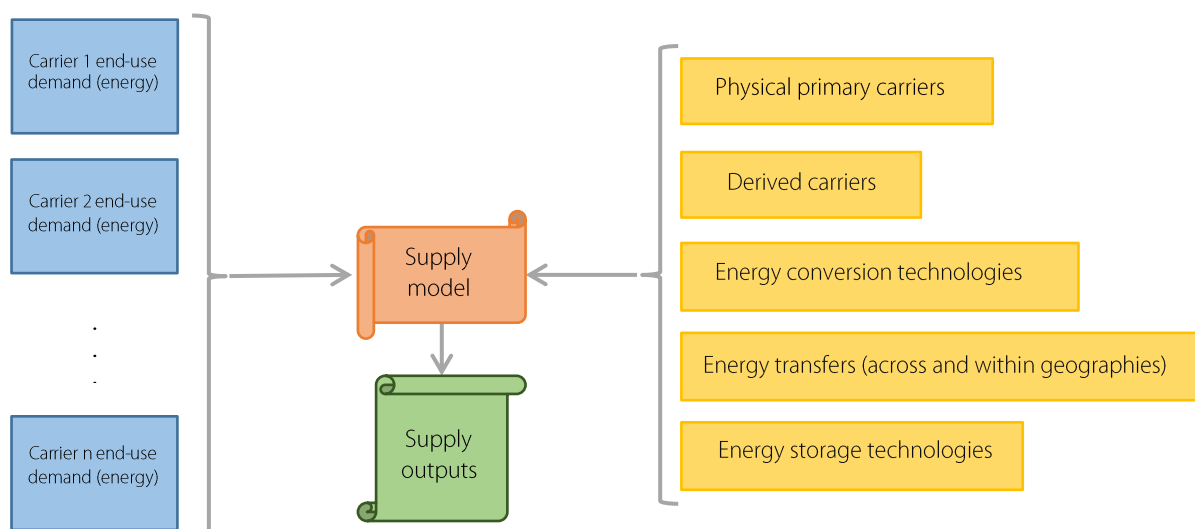 Carrier 1 end-use
demand (energy)
Carrier 2 end-use
demand (energy)
.
.
.
Carrier n end-use
demand (energy)
Supply
model
Supply
outputs
Physical primary carriers
Derived carriers
Energy conversion technologies
Energy transfers (across and within geographies)
Energy storage technologies